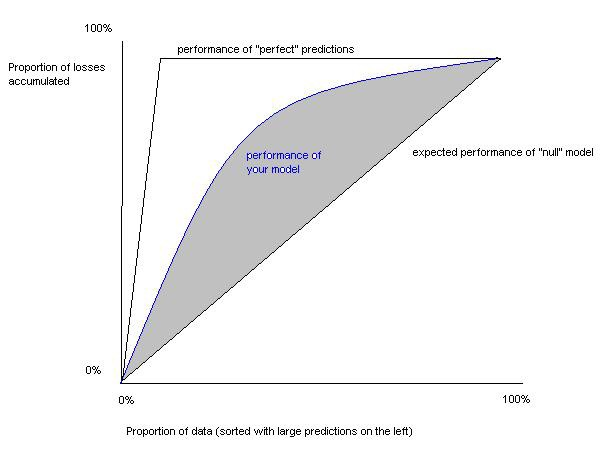 100%
performance of "perfect" predictions
Proportion of losses
accumulated
performance of
your model
expected performance of "null" model
0%
0%
100%
Proportion of data (sorted with large predictions on the left)